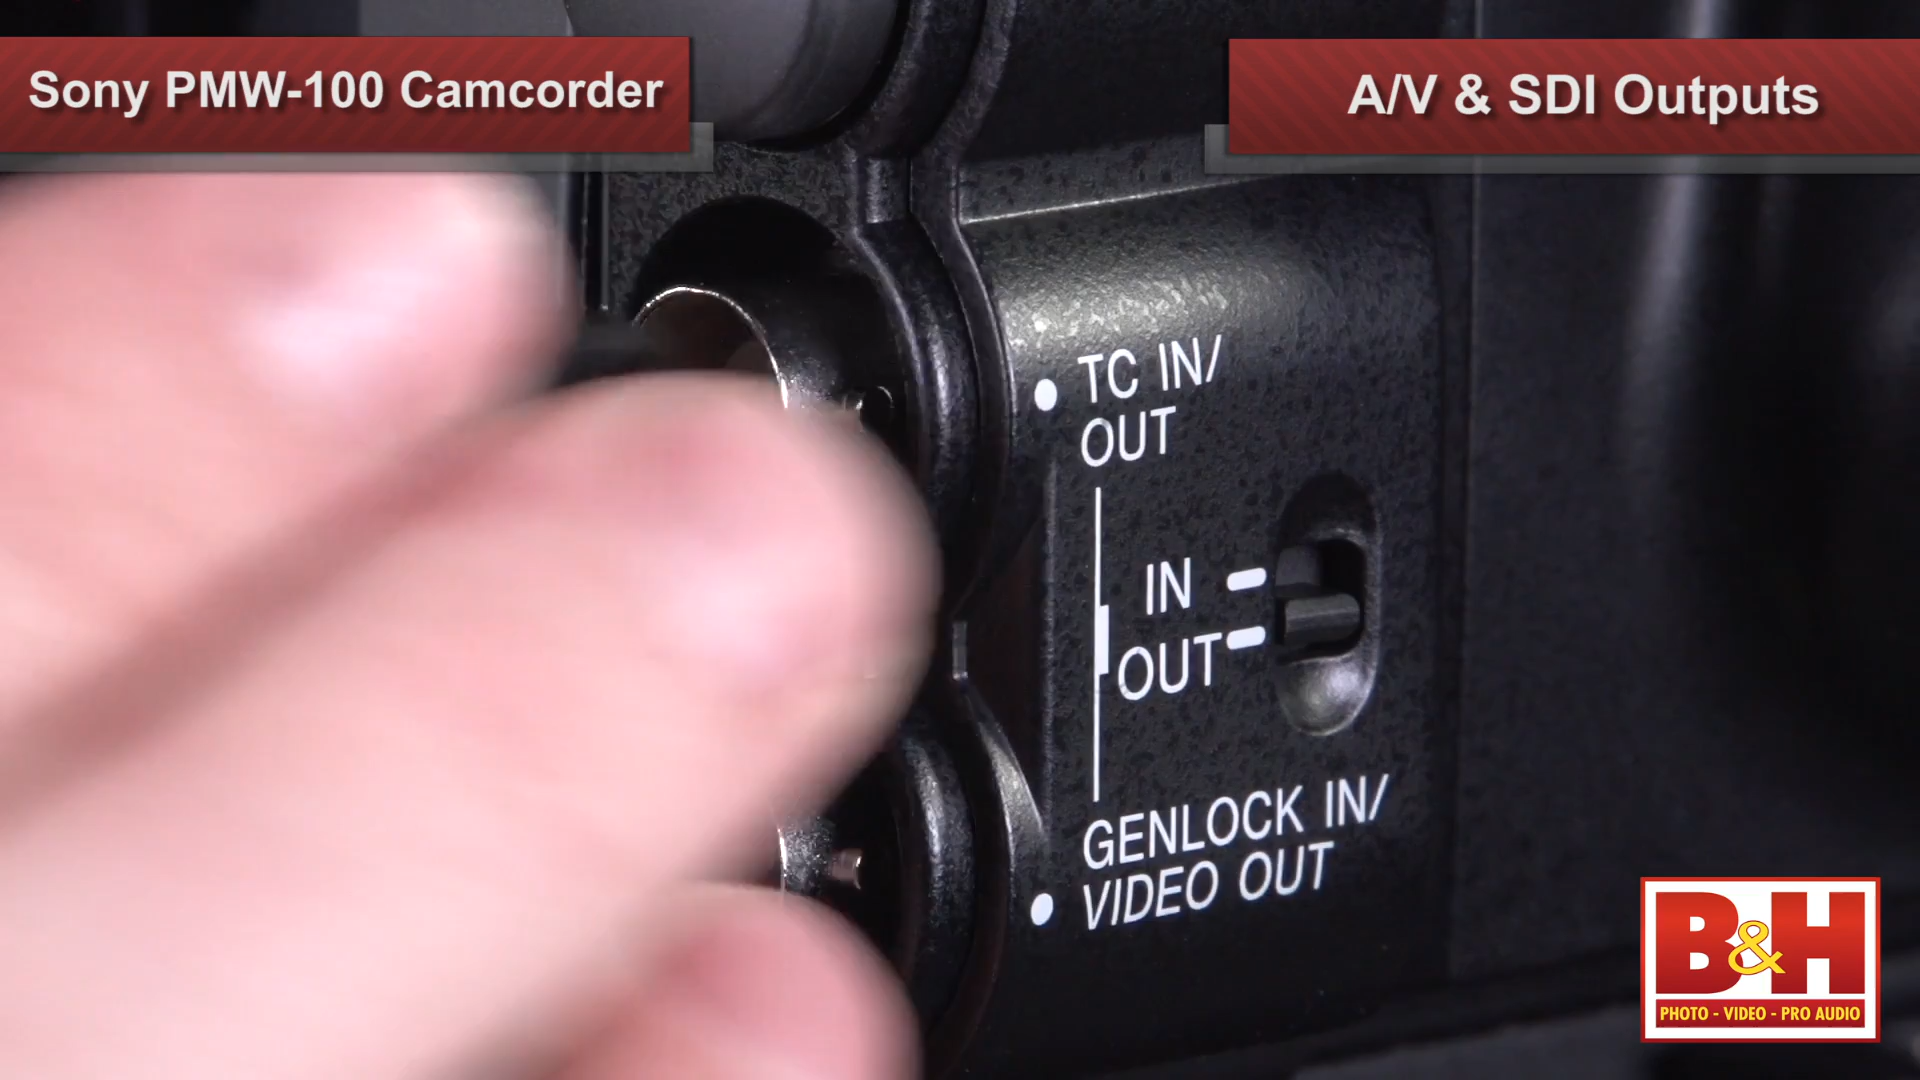 Sony PMW-100 Camcorder
A/V & SDI Outputs
TC IN/
OUT
IN
OUT
GENLOCK IN/
VIDEO OUT
B&H
PHOTO - VIDEO - PRO AUDIO